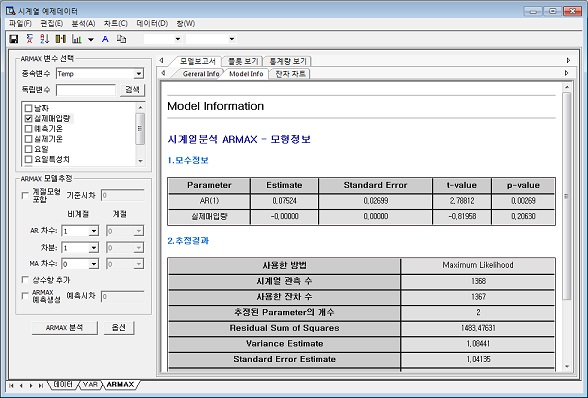 시계열 예제데이터
파일(F) 편집(E) 분석(A) 차트(C) 데이터(D) 창(W)
ARMAX 변수 선택
종속변수 Temp
독립변수 검색
날짜
실제매입량
예측기온
실제기온
요일
요일특성치
ARMAX 모델추정
계절모형 포함 기준시차 0
비계절 계절
AR 차수: 1 0
차분: 1 0
MA 차수: 0 0
상수항 추가
ARMAX 예측생성 예측시차 0
ARMAX 분석 옵션
모델보고서 플롯 보기 통계량 보기
Gereral Info Model Info 잔차 차트
Model Information
시계열분석 ARMAX - 모형정보
1.모수정보
Parameter Estimate Standard Error t-value p-value
AR(1) 0,07524 0,02699 2,78812 0,00269
실제매입량 -0,00000 0,00000 -0,81958 0,20630
2.추정결과
사용한 방법 Maximum Likelihood
시계열 관측 수 1368
사용한 잔차 수 1367
추정된 Parameter의 개수 2
Residual Sum of Squares 1483,47631
Variance Estimate 1,08441
Standard Error Estimate 1,04135
데이터 VAR ARMAX